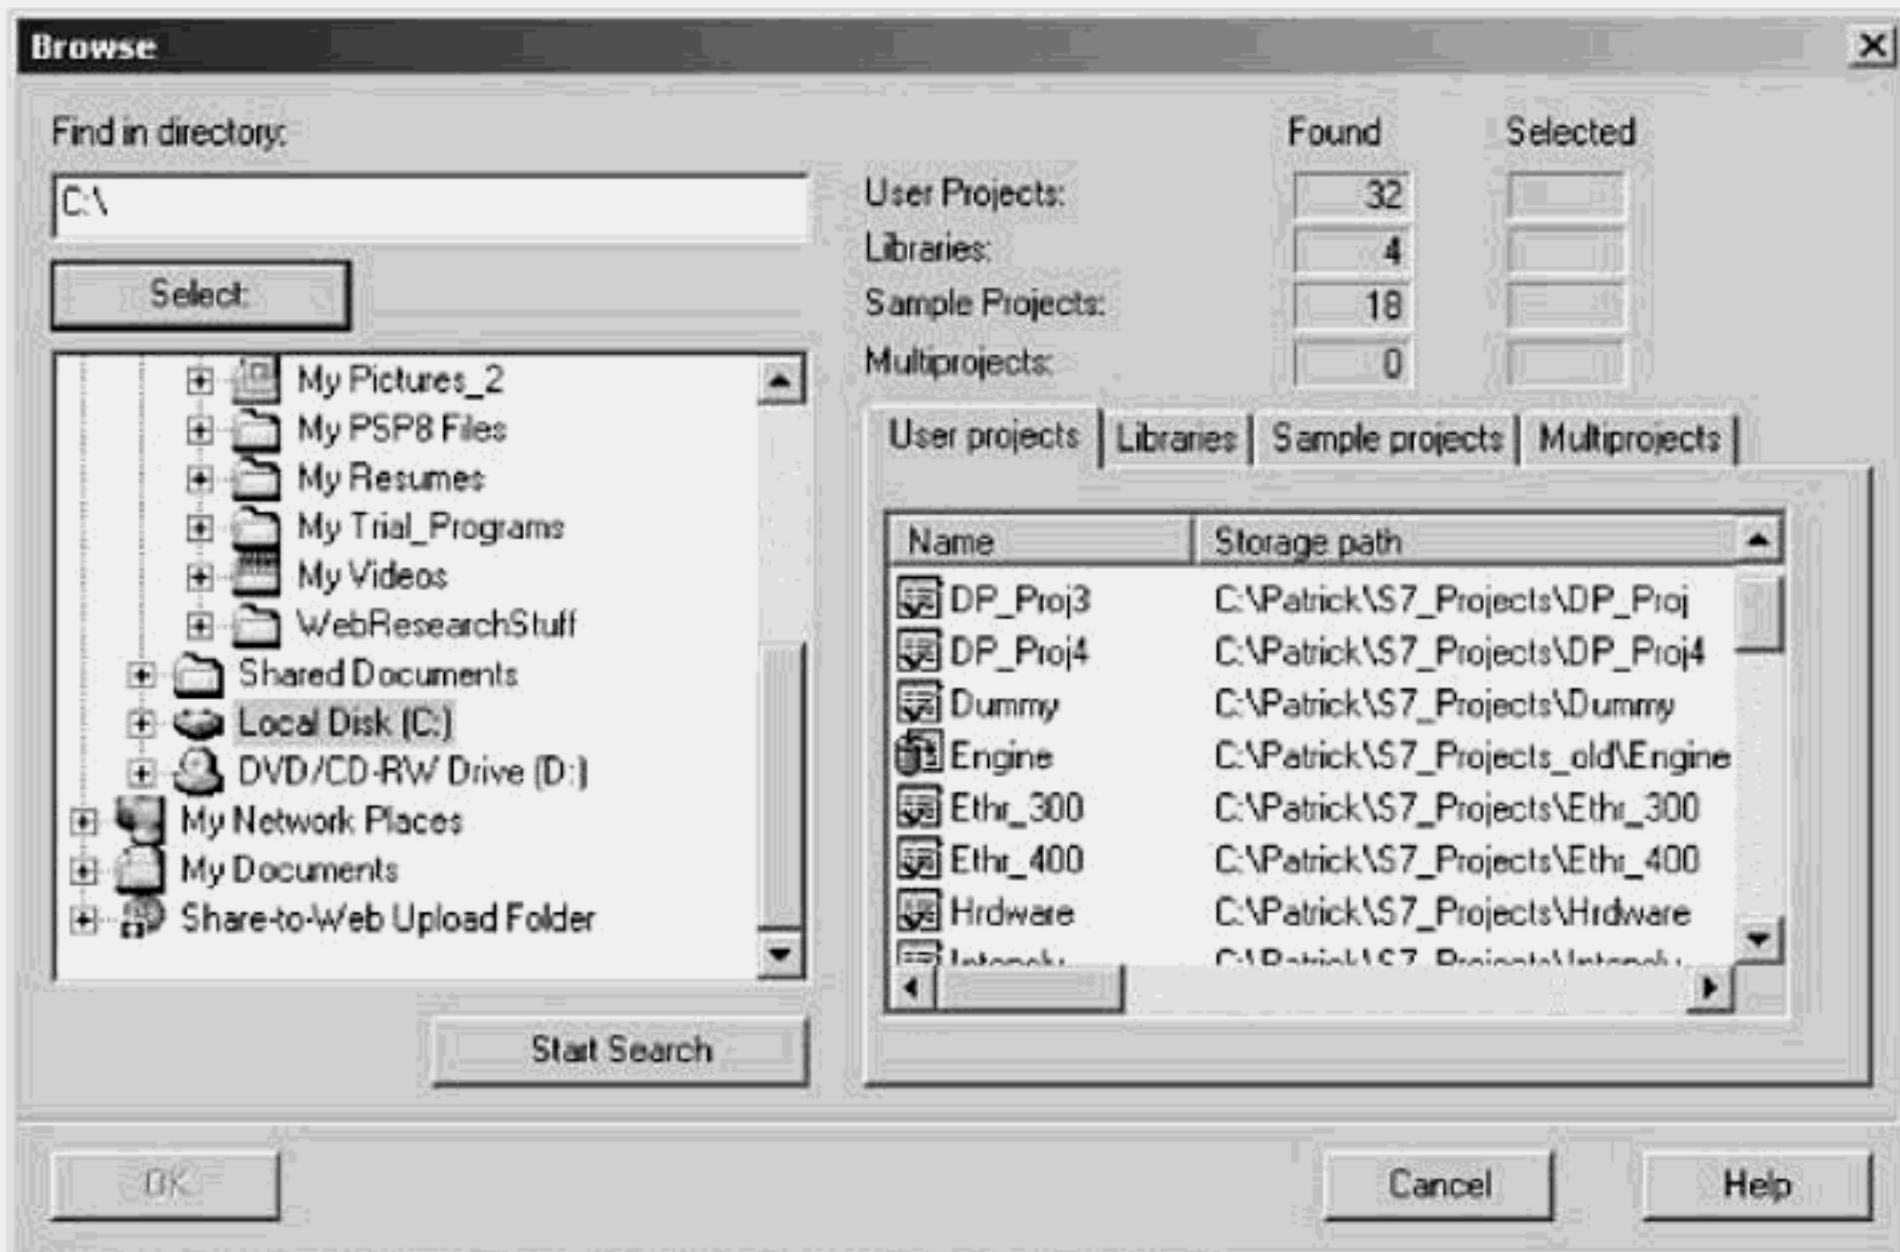 Browse
Find in directory:
C:\
Select:
My Pictures_2
My PSP8 Files
My Resumes
My Trial_Programs
My Videos
WebResearchStuff
Shared Documents
Local Disk (C:)
DVD/CD-RW Drive (D:)
My Network Places
My Documents
Share-to-Web Upload Folder
Start Search
Found Selected
User Projects: 32
Libraries: 4
Sample Projects: 18
Multiprojects: 0
User projects Libraries Sample projects Multiprojects
Name Storage path
DP_Proj3 C:\Patrick\S7_Projects\DP_Proj
DP_Proj4 C:\Patrick\S7_Projects\DP_Proj4
Dummy C:\Patrick\S7_Projects\Dummy
Engine C:\Patrick\S7_Projects_old\Engine
Ethr_300 C:\Patrick\S7_Projects\Ethr_300
Ethr_400 C:\Patrick\S7_Projects\Ethr_400
Hrdware C:\Patrick\S7_Projects\Hrdware
OK Cancel Help